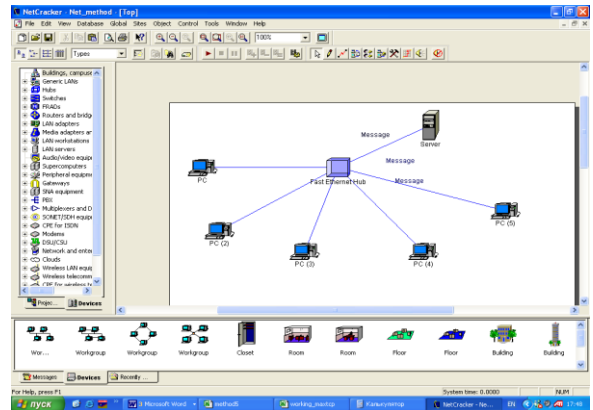 NetCracker - Net_method - [Top]
File Edit View Database Global Sites Object Control Tools Window Help
100%
Types
Buildings, campuse
Generic LANs
Hubs
Switches
FRADs
Routers and bridg
LAN adapters
Media adapters ar
LAN workstations
LAN servers
Audio/video equip
Supercomputers
Peripheral equipme
Gateways
SNA equipment
PBX
Multiplexers and D
SONET/SDH equip
CPE for ISDN
Modems
DSU/CSU
Network and enter
Clouds
Wireless LAN equip
Wireless telecomm
CPE for wireless te
Projec... Devices
Message
Server
Message
Fast Ethernet Hub
Message
PC
PC (2)
PC (3)
PC (4)
PC (5)
Wor... Workgroup Workgroup Workgroup Closet Room Room Floor Floor Building Building
Messages Devices Recently ...
For Help, press F1 System time: 0.0000 NUM
пуск 3 Microsoft Word method5 working_maxtop Калькулятор NetCracker - Ne... EN 17:48